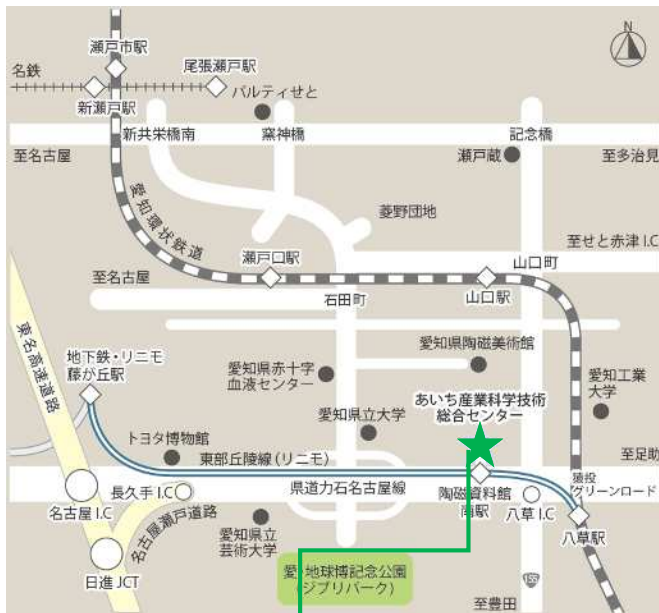 N
瀬戸市駅
名鉄
尾張瀬戸駅
パルティせと
新瀬戸駅
新共栄橋南
窯神橋
記念橋
至名古屋
瀬戸蔵
至多治見
愛知環状鉄道
菱野団地
至せと赤津I.C
瀬戸口駅
山口町
至名古屋
石田町
山口駅
東名高速道路
地下鉄・リニモ
藤が丘駅
愛知県赤十字
血液センター
愛知県陶磁美術館
愛知工業
大学
あいち産業科学技術
総合センター
愛知県立大学
トヨタ博物館
東部丘陵線(リニモ)
至足助
猿投
グリーンロード
長久手I.C
県道力石名古屋線
陶磁資料館
南駅
名古屋I.C
八草I.C
八草駅
名古屋瀬戸道路
愛知県立
芸術大学
日進JCT
愛・地球博記念公園
(ジブリパーク)
155
至豊田